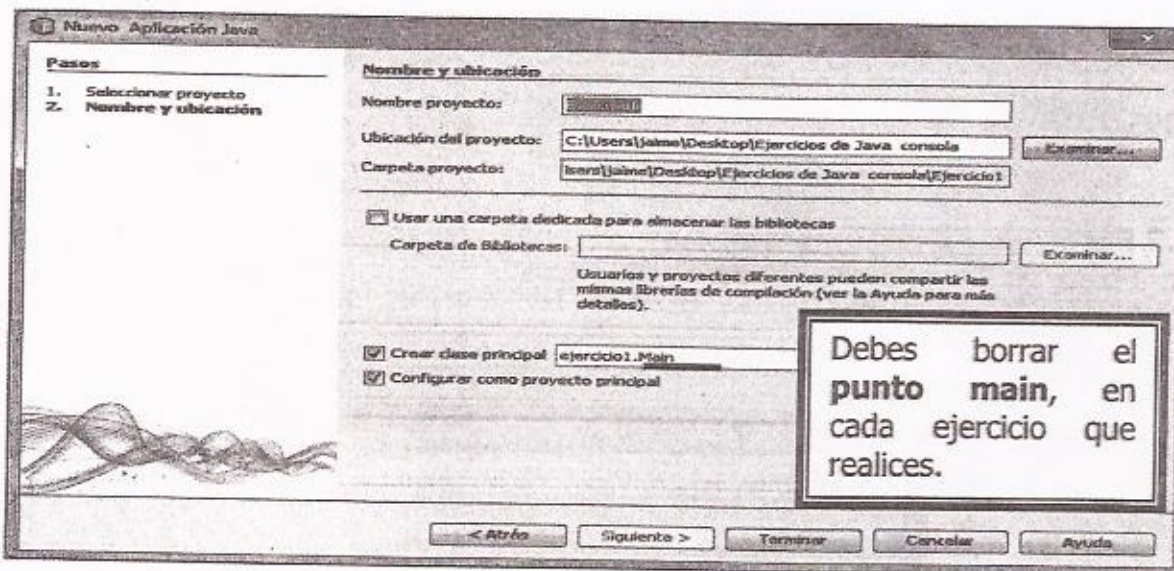 Nuevo Aplicación Java
Pasos
1. Seleccionar proyecto
2. Nombre y ubicación
Nombre y ubicación
Nombre proyecto:
Ubicación del proyecto: C:\Users\jaime\Desktop\Ejercicios de Java consola Examinar...
Carpeta proyecto: Isers\jaime\Desktop\Ejercicios de Java consola\Ejercicio1
Usar una carpeta dedicada para almacenar las bibliotecas
Carpeta de Bibliotecas: Examinar...
Usuarios y proyectos diferentes pueden compartir las
mismas librerías de compilación (ver la Ayuda para más
detalles).
Crear clase principal ejercicio1.Main
Configurar como proyecto principal
Debes borrar el
punto main, en
cada ejercicio que
realices.
< Atrás Siguiente > Terminar Cancelar Ayuda